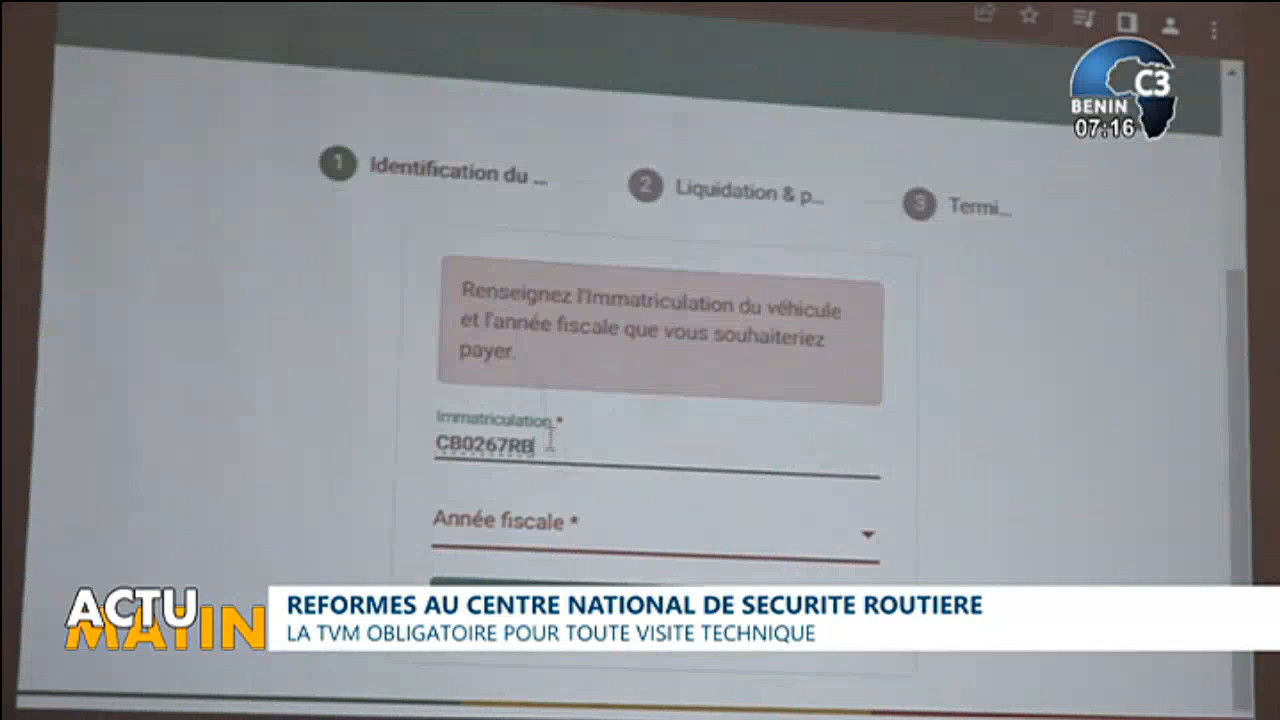 C3
BENIN
07:16
1 Identification du ...
2 Liquidation & p...
3 Termi...
Renseignez l'Immatriculation du véhicule
et l'année fiscale que vous souhaiteriez
payer.
Immatriculation *
CB0267RB
Année fiscale *
ACTU
MATIN
REFORMES AU CENTRE NATIONAL DE SECURITE ROUTIERE
LA TVM OBLIGATOIRE POUR TOUTE VISITE TECHNIQUE